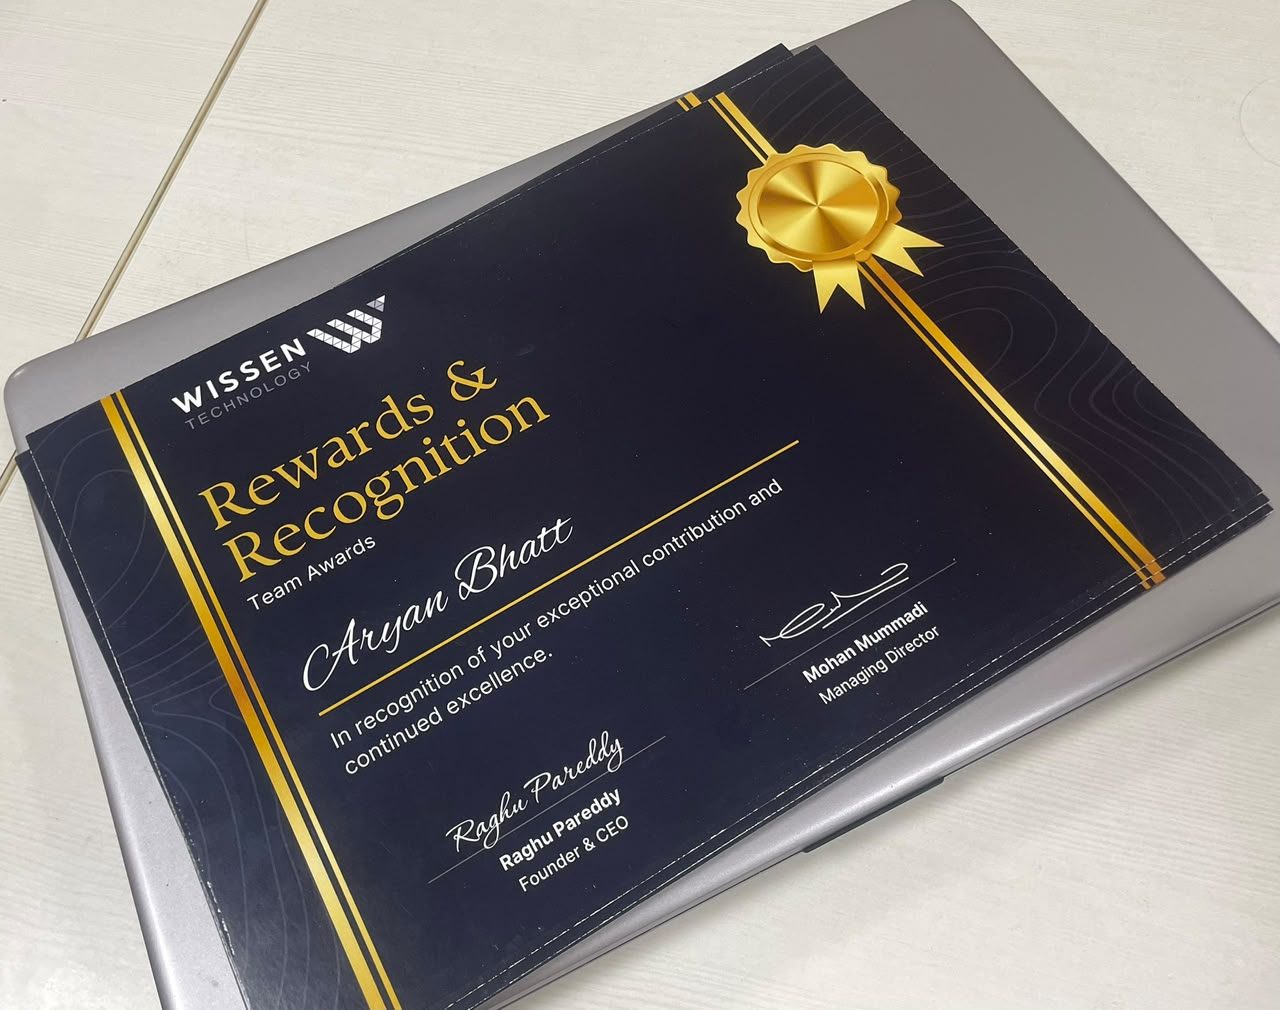 WISSEN
TECHNOLOGY
Rewards &
Recognition
Team Awards
Aryan Bhatt
In recognition of your exceptional contribution and
continued excellence.
Raghu Pareddy
Raghu Pareddy
Founder & CEO
Mohan Mummadi
Managing Director